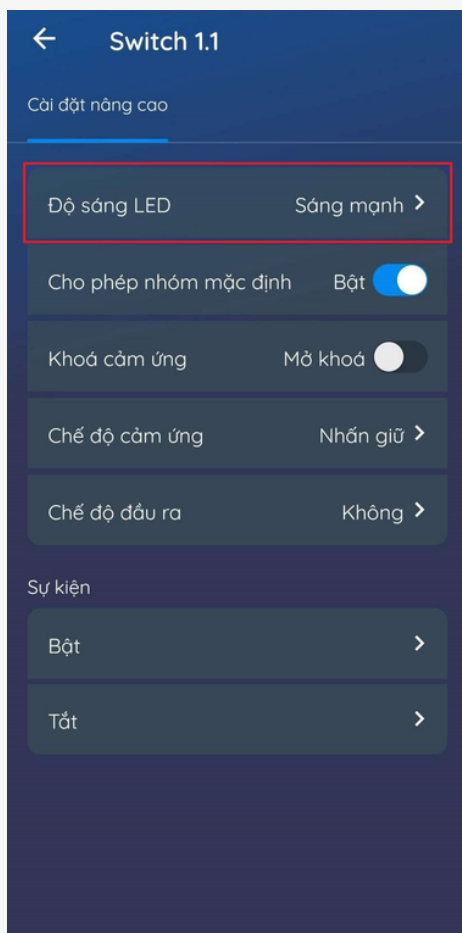 Switch 1.1
Cài đặt nâng cao
Độ sáng LED Sáng mạnh
Cho phép nhóm mặc định Bật
Khoá cảm ứng Mở khoá
Chế độ cảm ứng Nhấn giữ
Chế độ đầu ra Không
Sự kiện
Bật
Tắt